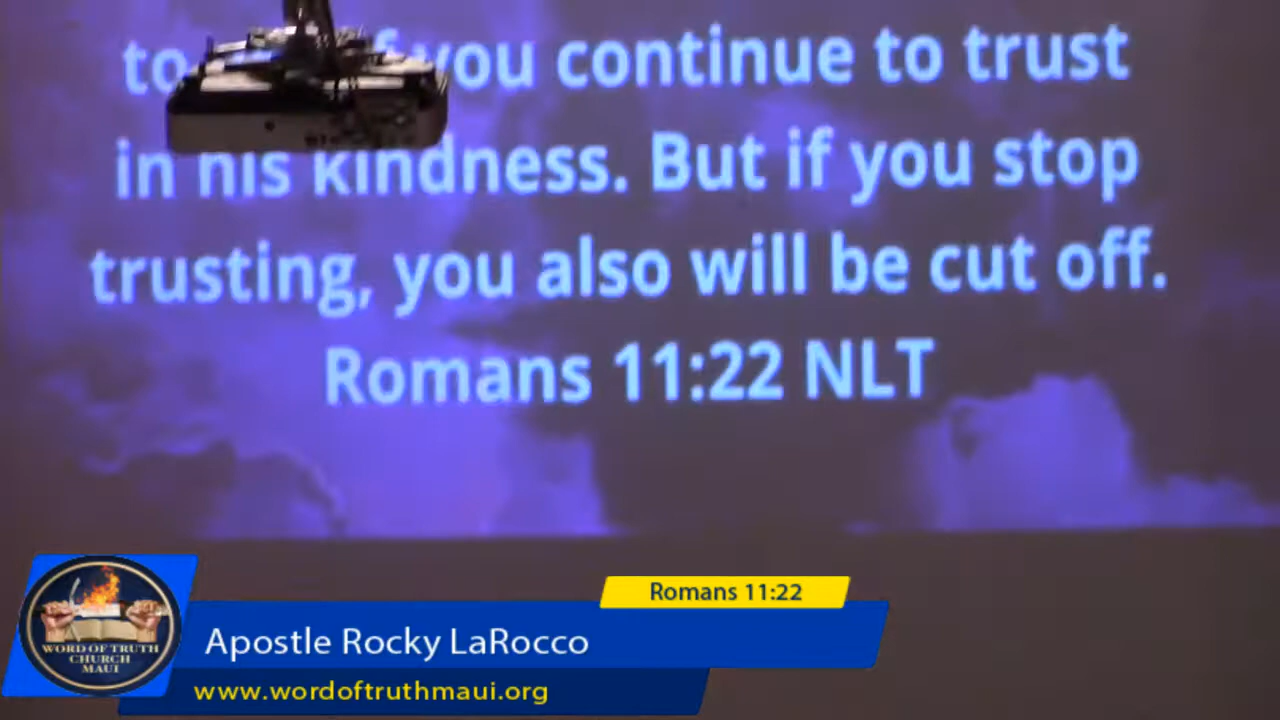 to you continue to trust
in his kindness. But if you stop
trusting, you also will be cut off.
Romans 11:22 NLT
Romans 11:22
Apostle Rocky LaRocco
WORD OF TRUTH
CHURCH
MAUI
www.wordoftruthmaui.org